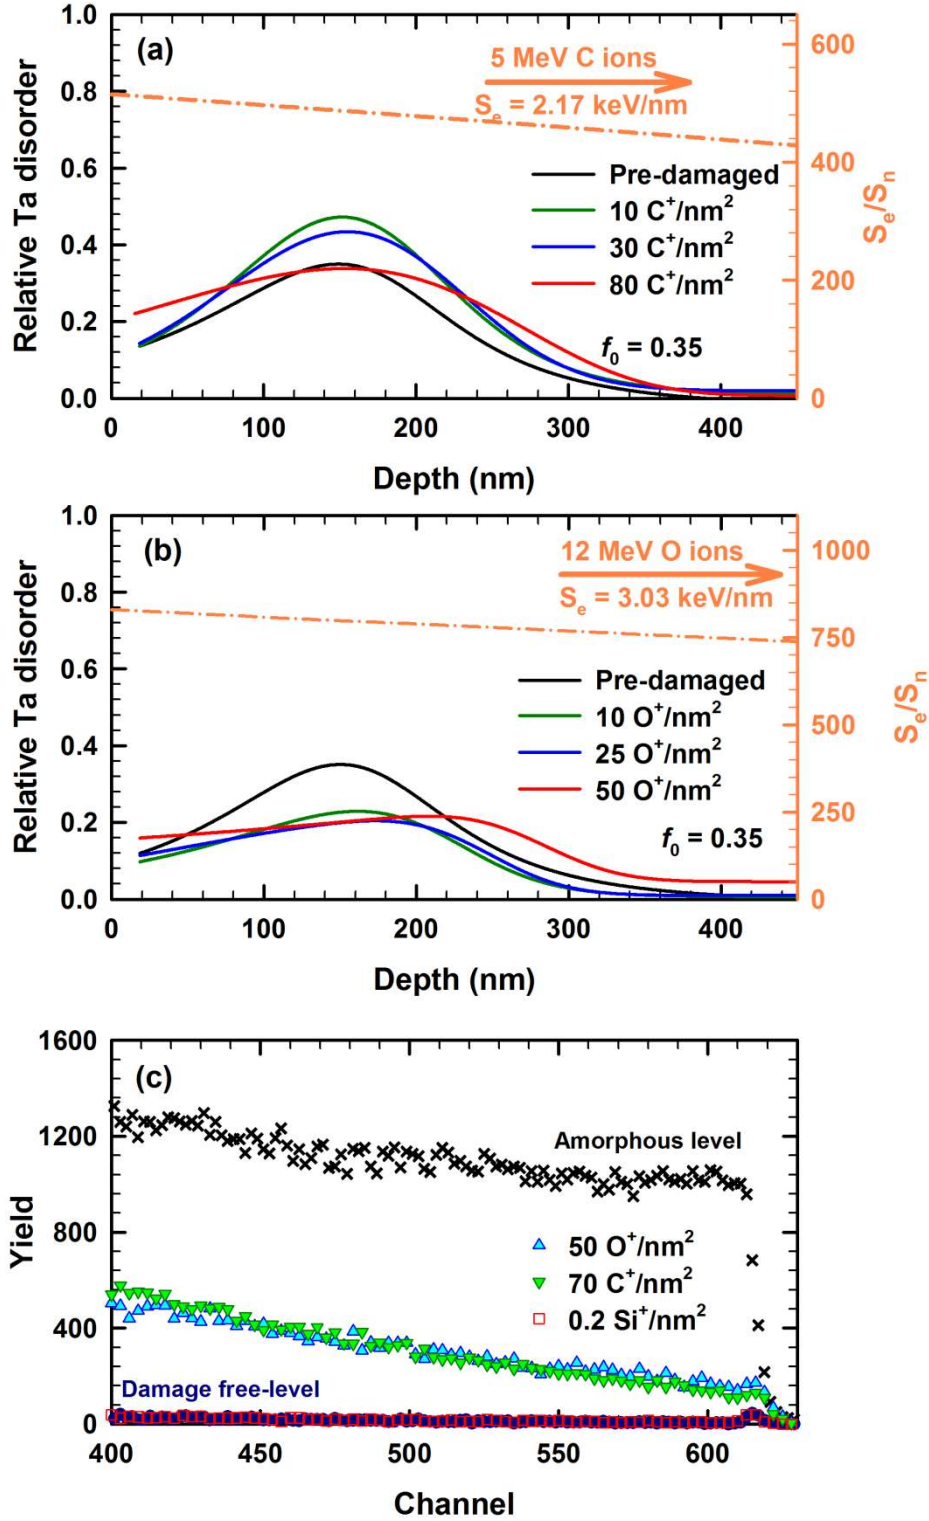 (a)
5 MeV C ions
Sₑ = 2.17 keV/nm
Pre-damaged
10 C⁺/nm²
30 C⁺/nm²
80 C⁺/nm²
f₀ = 0.35
1.0
0.8
0.6
0.4
0.2
0.0
Relative Ta disorder
600
400
200
0
Sₑ/Sₙ
0 100 200 300 400
Depth (nm)
(b)
12 MeV O ions
Sₑ = 3.03 keV/nm
Pre-damaged
10 O⁺/nm²
25 O⁺/nm²
50 O⁺/nm²
f₀ = 0.35
1.0
0.8
0.6
0.4
0.2
0.0
Relative Ta disorder
1000
750
500
250
0
Sₑ/Sₙ
0 100 200 300 400
Depth (nm)
(c)
Amorphous level
50 O⁺/nm²
70 C⁺/nm²
0.2 Si⁺/nm²
Damage free-level
1600
1200
800
400
0
Yield
400 450 500 550 600
Channel